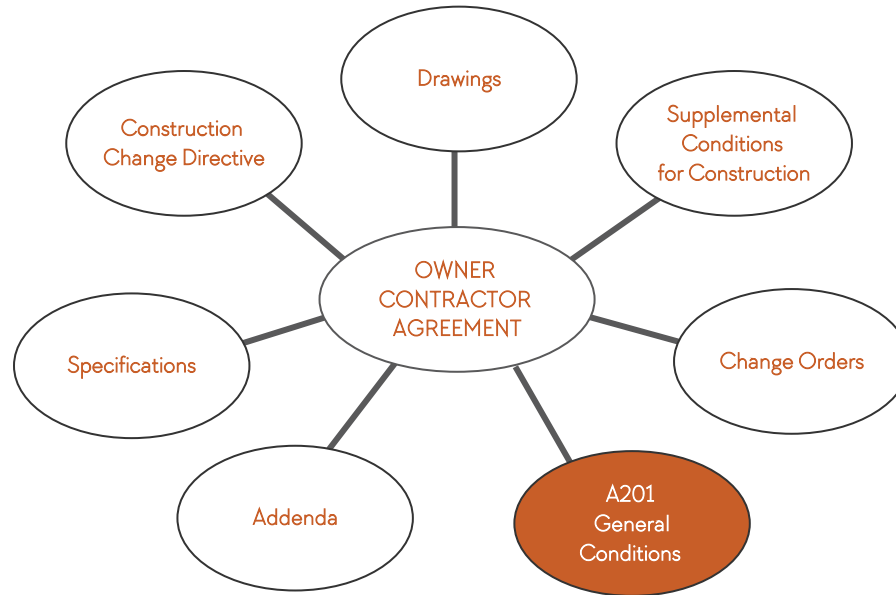 Drawings
Construction
Change Directive
Supplemental
Conditions
for Construction
OWNER
CONTRACTOR
AGREEMENT
Specifications
Change Orders
Addenda
A201
General
Conditions